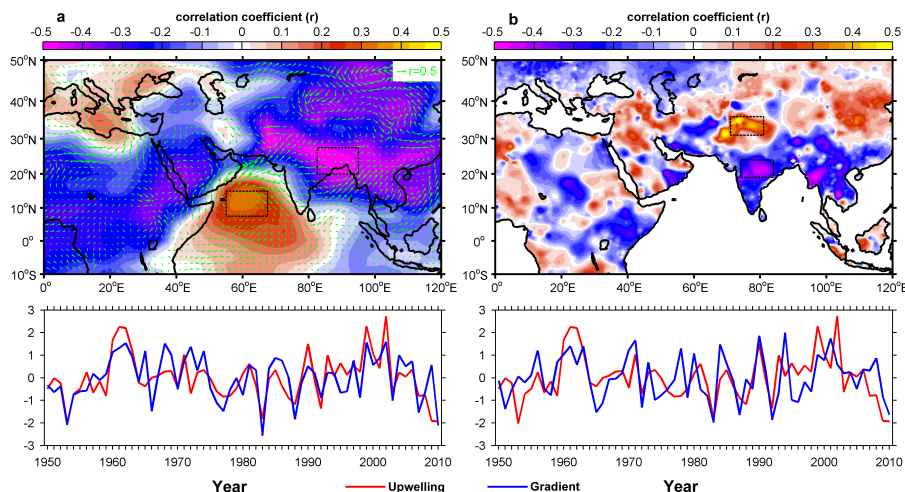 a
correlation coefficient (r)
-0.5 -0.4 -0.3 -0.2 -0.1 0 0.1 0.2 0.3 0.4 0.5
50°N
40°N
30°N
20°N
10°N
0°
10°S
→ r=0.5
0° 20°E 40°E 60°E 80°E 100°E 120°E
b
correlation coefficient (r)
-0.5 -0.4 -0.3 -0.2 -0.1 0 0.1 0.2 0.3 0.4 0.5
50°N
40°N
30°N
20°N
10°N
0°
10°S
0° 20°E 40°E 60°E 80°E 100°E 120°E
3
2
1
0
-1
-2
-3
1950 1960 1970 1980 1990 2000 2010
Year
3
2
1
0
-1
-2
-3
1950 1960 1970 1980 1990 2000 2010
Year
Upwelling
Gradient